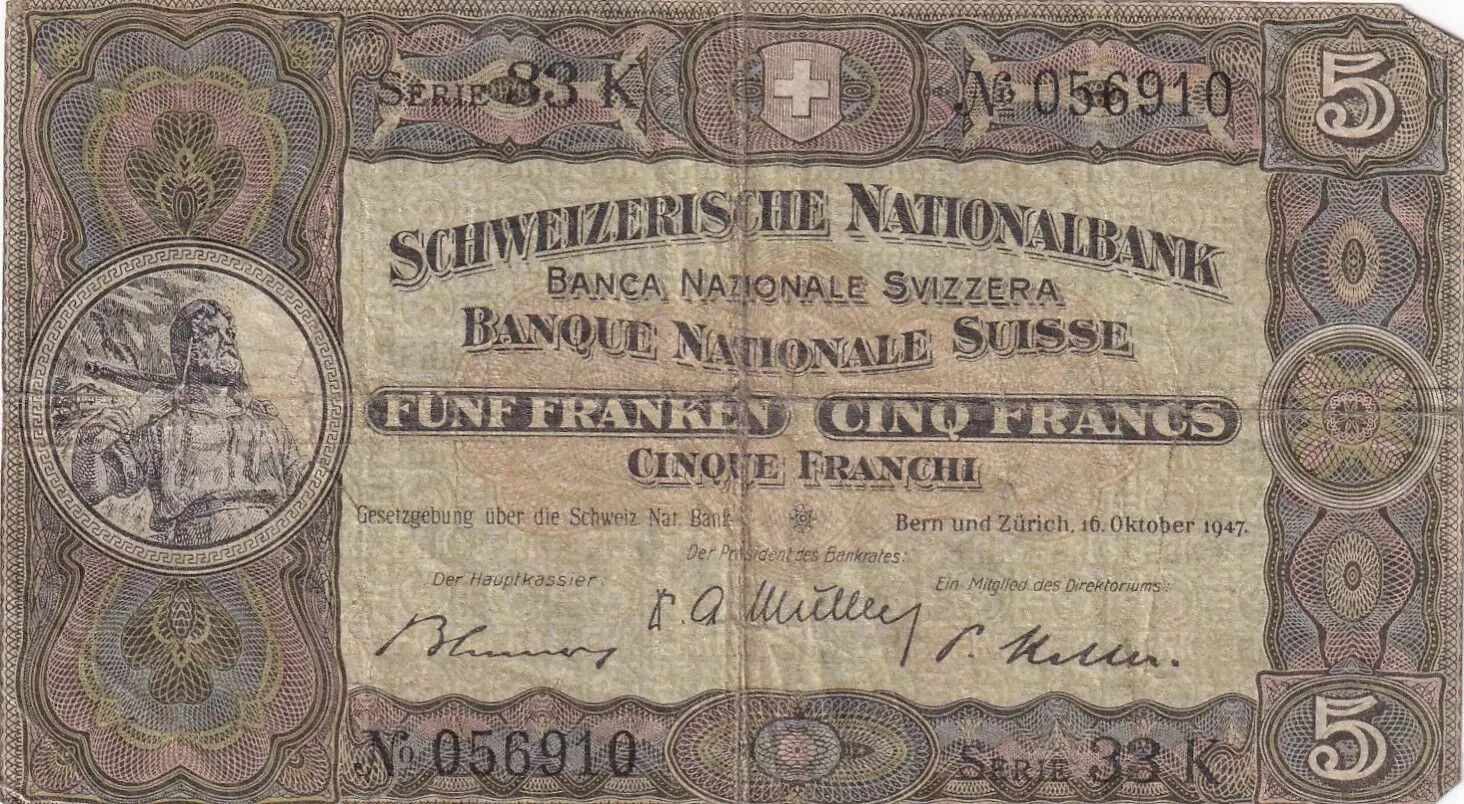 SERIE 33 K
№ 056910
5
SCHWEIZERISCHE NATIONALBANK
BANCA NAZIONALE SVIZZERA
BANQUE NATIONALE SUISSE
FÜNF FRANKEN CINQ FRANCS
CINQUE FRANCHI
Gesetzgebung über die Schweiz Nat. Bank
Bern und Zürich, 16. Oktober 1947.
Der Präsident des Bankrates:
Der Hauptkassier:
Ein Mitglied des Direktoriums:
A Müller
№ 056910
SERIE 33 K
5